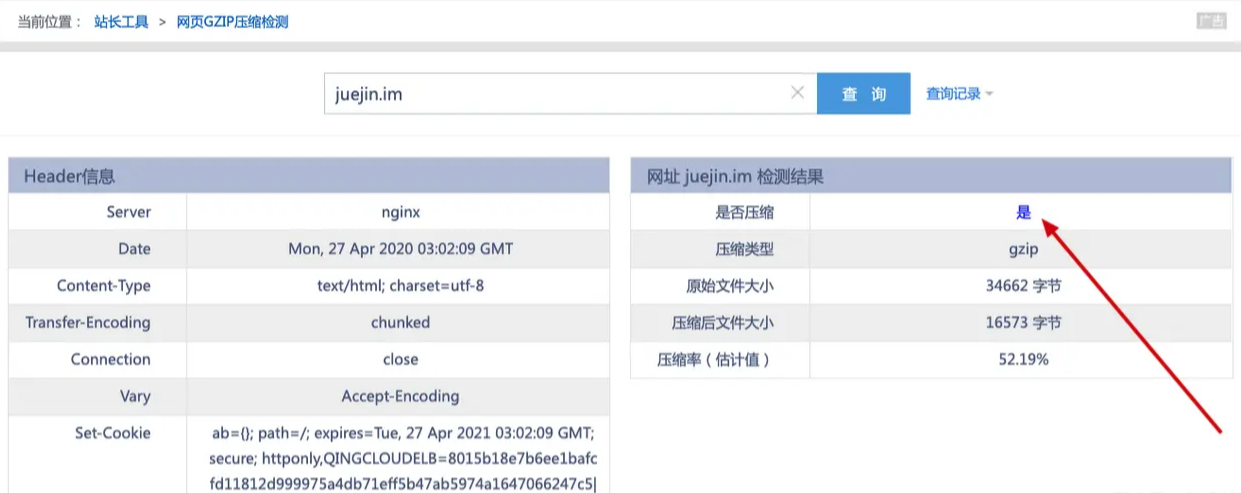 当前位置： 站长工具 > 网页GZIP压缩检测
广告
juejin.im
查 询
查询记录
Header信息
Server nginx
Date Mon, 27 Apr 2020 03:02:09 GMT
Content-Type text/html; charset=utf-8
Transfer-Encoding chunked
Connection close
Vary Accept-Encoding
Set-Cookie ab={}; path=/; expires=Tue, 27 Apr 2021 03:02:09 GMT;
secure; httponly,QINGCLOUDELB=8015b18e7b6ee1bafc
fd11812d999975a4db71eff5b47ab5974a1647066247c5|
网址 juejin.im 检测结果
是否压缩 是
压缩类型 gzip
原始文件大小 34662 字节
压缩后文件大小 16573 字节
压缩率（估计值） 52.19%